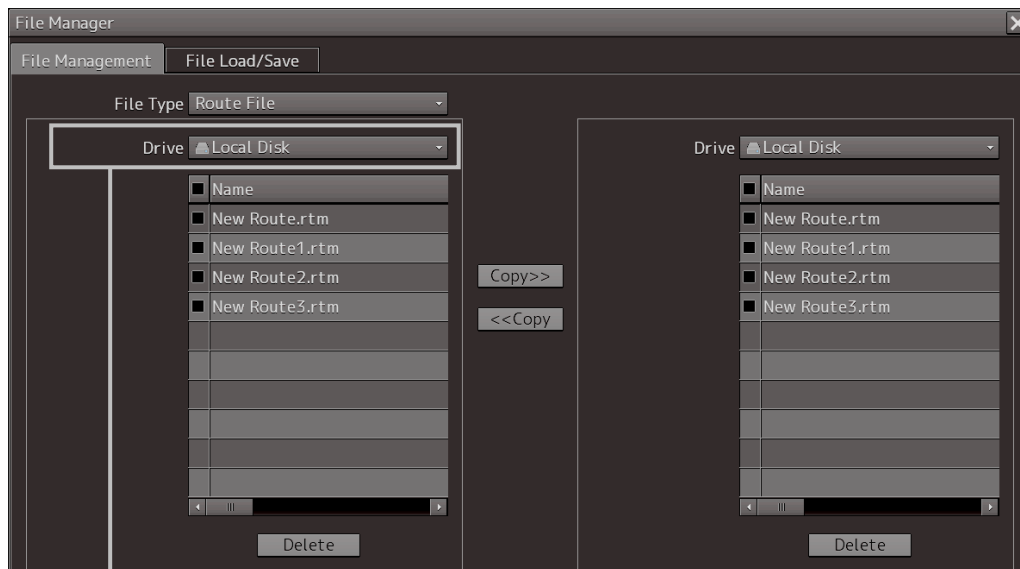 File Manager
File Management File Load/Save
File Type Route File
Drive Local Disk
Name
New Route.rtm
New Route1.rtm
New Route2.rtm
New Route3.rtm
Delete
Copy>>
<<Copy
Drive Local Disk
Name
New Route.rtm
New Route1.rtm
New Route2.rtm
New Route3.rtm
Delete